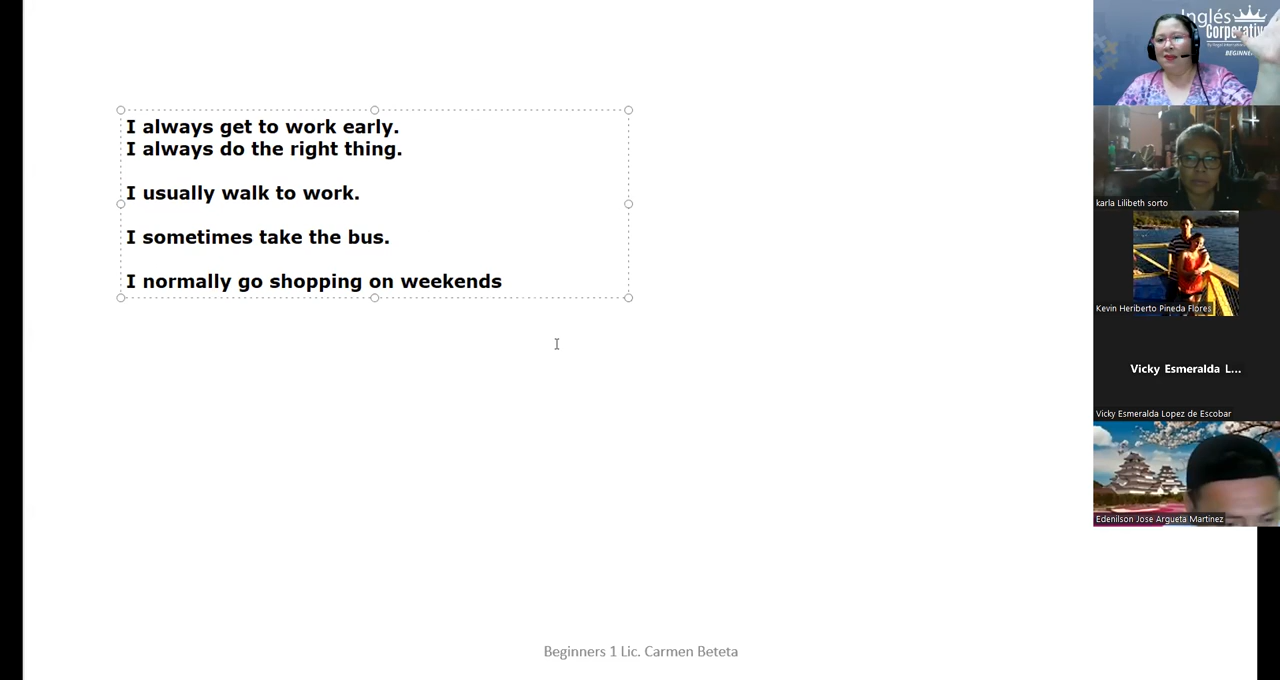 I always get to work early.
I always do the right thing.
I usually walk to work.
I sometimes take the bus.
I normally go shopping on weekends
Beginners 1 Lic. Carmen Beteta
Inglés
Corporativo
karla Lilibeth sorto
Kevin Heriberto Pineda Flores
Vicky Esmeralda L...
Vicky Esmeralda Lopez de Escobar
Edenilson Jose Argueta Martinez